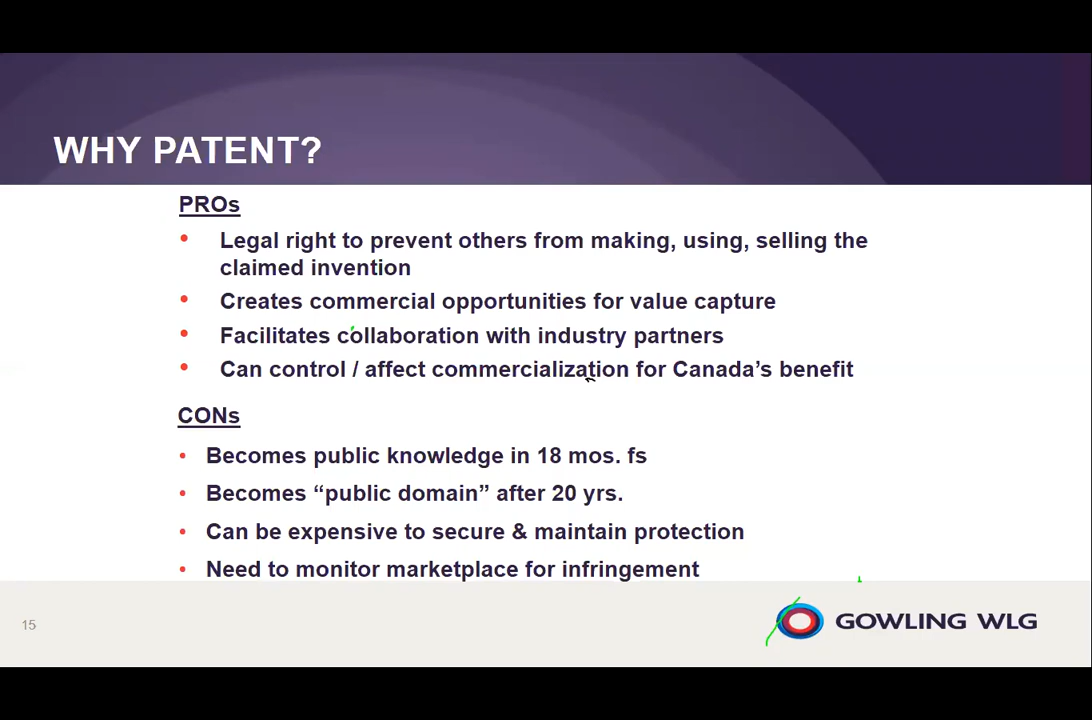 WHY PATENT?
PROs
• Legal right to prevent others from making, using, selling the
claimed invention
• Creates commercial opportunities for value capture
• Facilitates collaboration with industry partners
• Can control / affect commercialization for Canada's benefit
CONs
• Becomes public knowledge in 18 mos. fs
• Becomes “public domain” after 20 yrs.
• Can be expensive to secure & maintain protection
• Need to monitor marketplace for infringement
15
GOWLING WLG